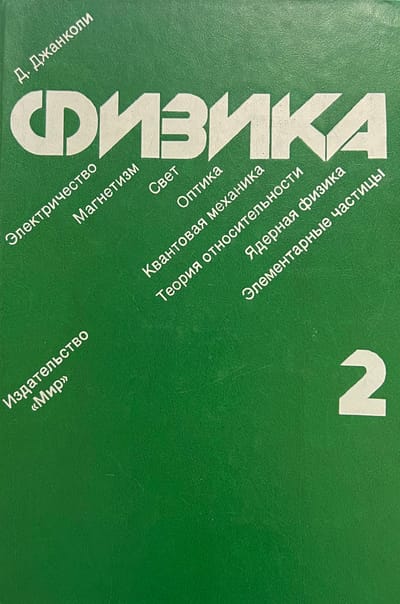 Д. Джанколи
ФИЗИКА
Электричество
Магнетизм
Свет
Оптика
Квантовая механика
Теория относительности
Ядерная физика
Элементарные частицы
Издательство
«Мир»
2